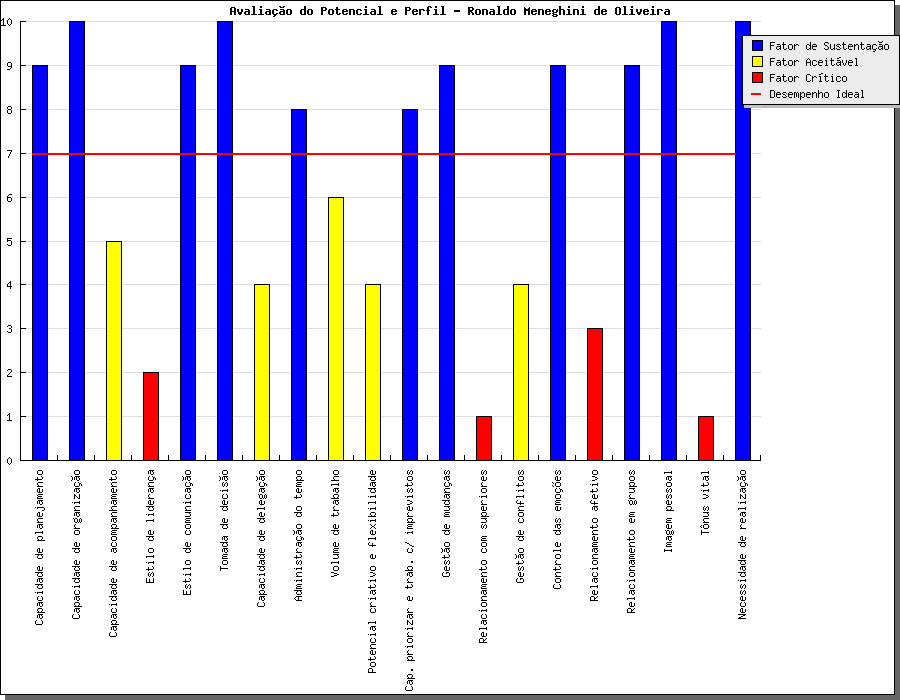 Avaliação do Potencial e Perfil - Ronaldo Meneghini de Oliveira
Fator de Sustentação
Fator Aceitável
Fator Crítico
Desempenho Ideal
10
9
8
7
6
5
4
3
2
1
0
Capacidade de planejamento
Capacidade de organização
Capacidade de acompanhamento
Estilo de liderança
Estilo de comunicação
Tomada de decisão
Capacidade de delegação
Administração do tempo
Volume de trabalho
Potencial criativo e flexibilidade
Cap. priorizar e trab. c/ imprevistos
Gestão de mudanças
Relacionamento com superiores
Gestão de conflitos
Controle das emoções
Relacionamento afetivo
Relacionamento em grupos
Imagem pessoal
Tônus vital
Necessidade de realização